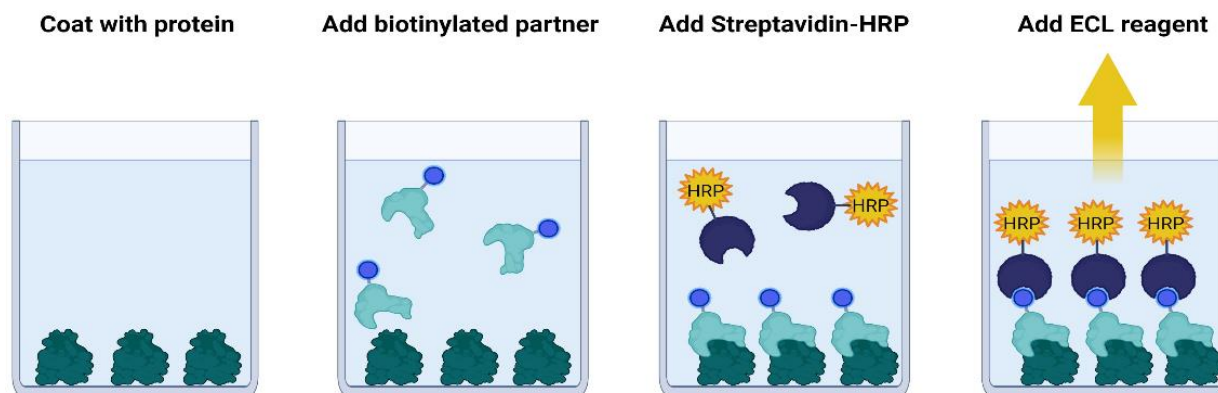 Coat with protein
Add biotinylated partner
Add Streptavidin-HRP
Add ECL reagent
HRP
HRP
HRP
HRP
HRP